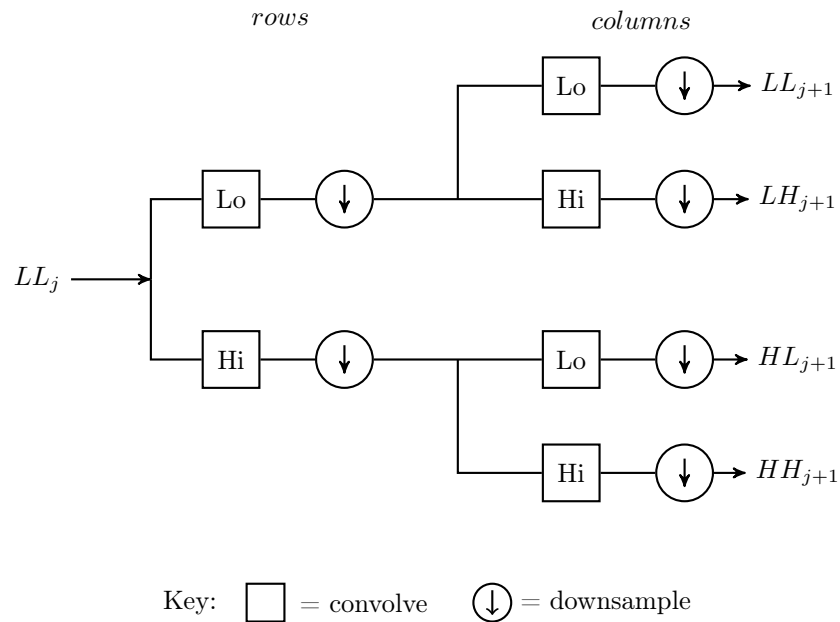 rows columns
Lo ↓ LL_{j+1}
Lo ↓ Hi ↓ LH_{j+1}
LL_j
Hi ↓ Lo ↓ HL_{j+1}
Hi ↓ HH_{j+1}
Key: = convolve ↓ = downsample